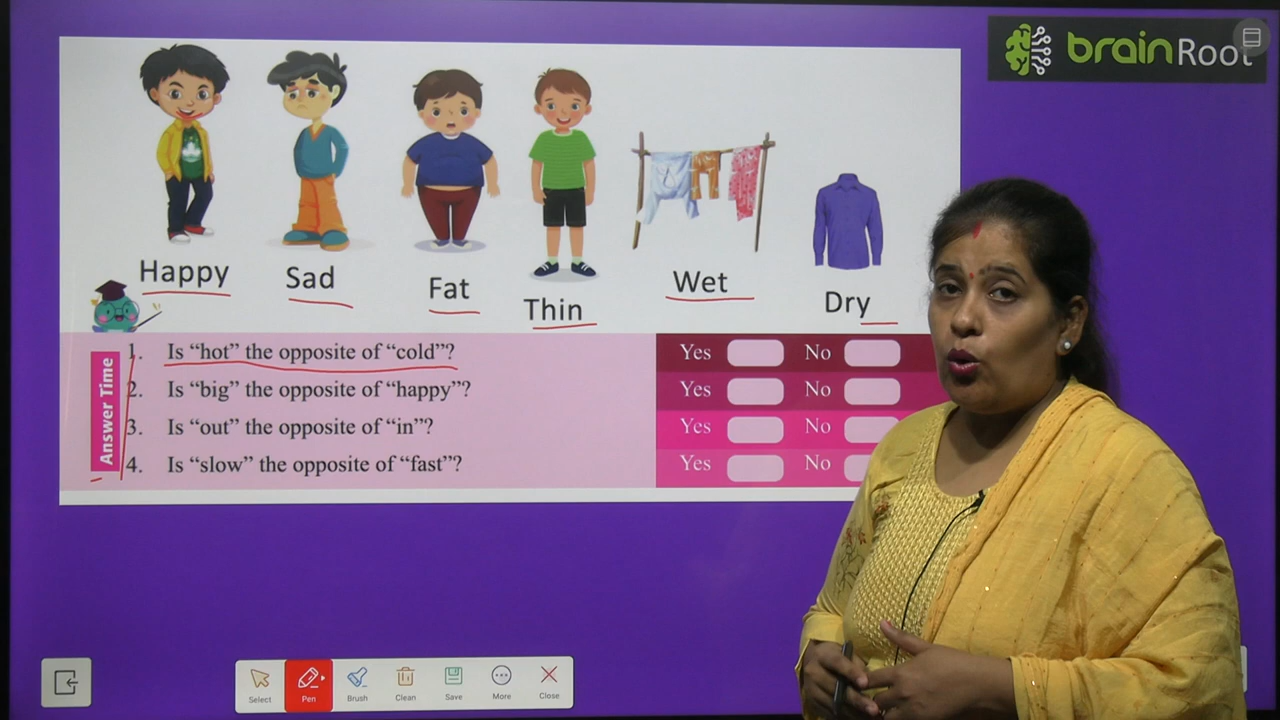 brainRoot
Happy
Sad
Fat
Thin
Wet
Dry
Answer Time
1. Is “hot” the opposite of “cold”? Yes No
2. Is “big” the opposite of “happy”? Yes No
3. Is “out” the opposite of “in”? Yes No
4. Is “slow” the opposite of “fast”? Yes No
Select Pen Brush Clean Save More Close